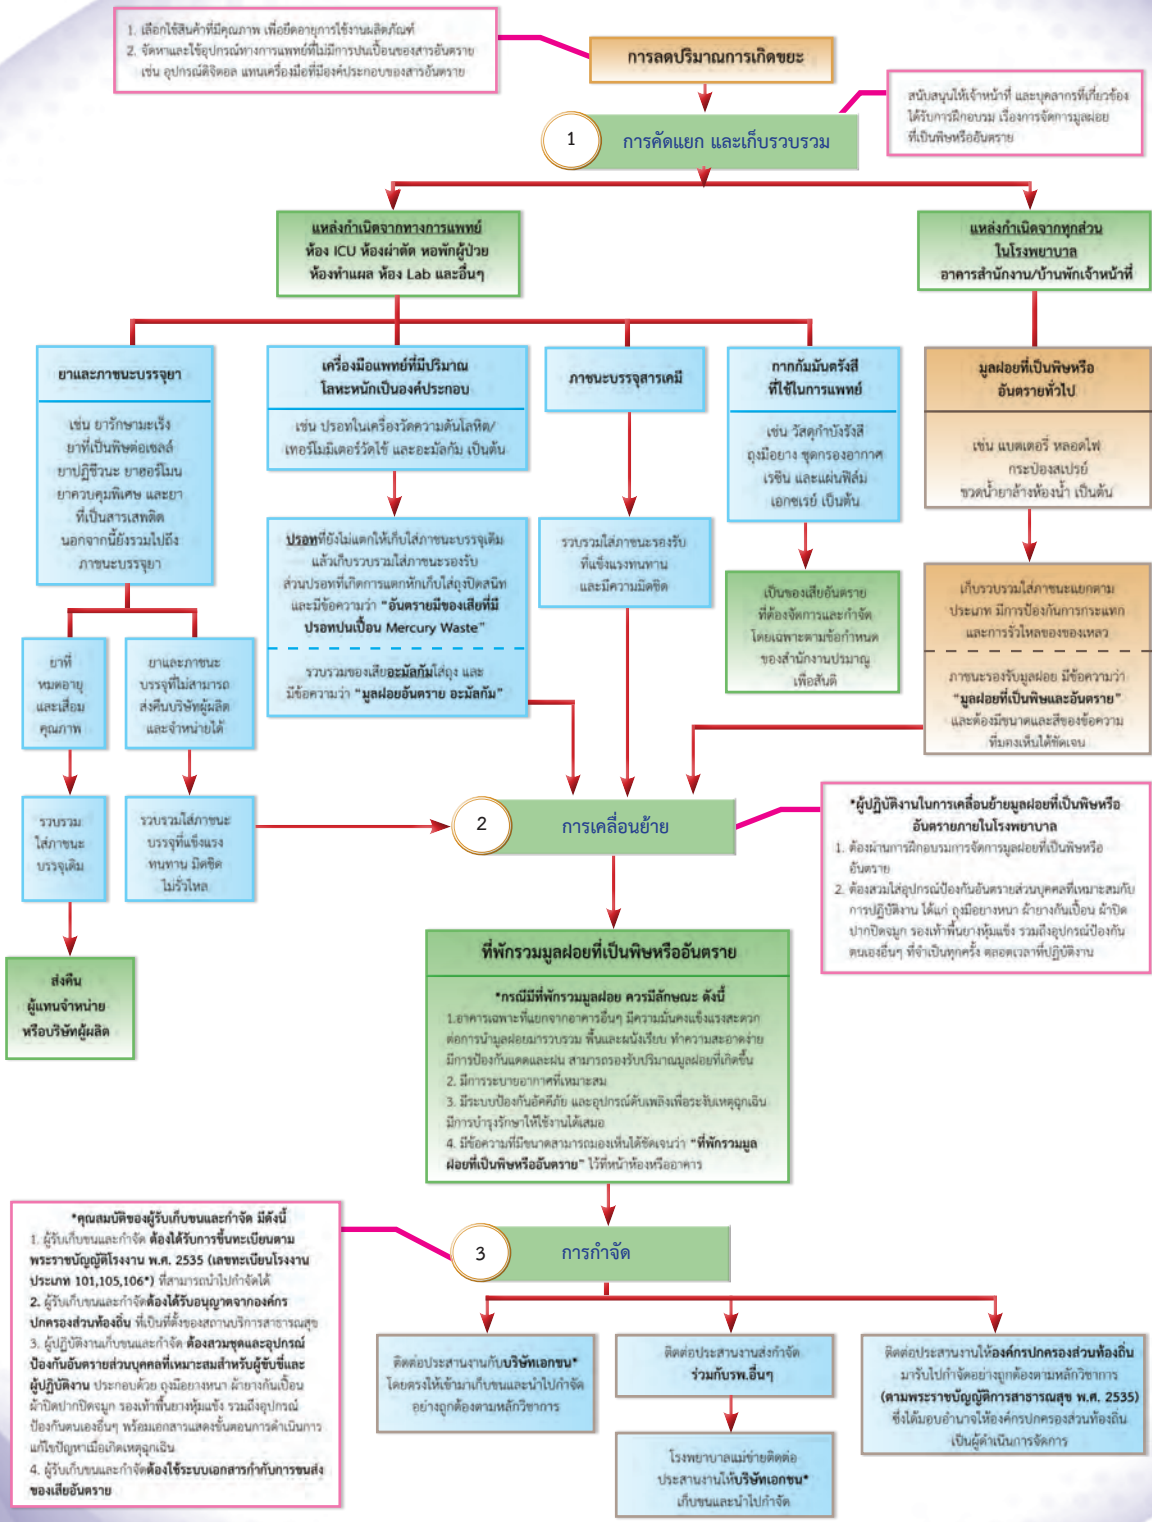 1. เลือกใช้สินค้าที่มีคุณภาพ เพื่อยืดอายุการใช้งานผลิตภัณฑ์
2. จัดหาและใช้อุปกรณ์ทางการแพทย์ที่ไม่มีการปนเปื้อนของสารอันตราย
เช่น อุปกรณ์ดิจิตอล แทนเครื่องมือที่มีองค์ประกอบของสารอันตราย
การลดปริมาณการเกิดขยะ
สนับสนุนให้เจ้าหน้าที่ และบุคลากรที่เกี่ยวข้อง
ได้รับการฝึกอบรม เรื่องการจัดการมูลฝอย
ที่เป็นพิษหรืออันตราย
1
การคัดแยก และเก็บรวบรวม
แหล่งกำเนิดจากทางการแพทย์
ห้อง ICU ห้องผ่าตัด หอพักผู้ป่วย
ห้องทำแผล ห้อง Lab และอื่นๆ
แหล่งกำเนิดจากทุกส่วน
ในโรงพยาบาล
อาคารสำนักงาน/บ้านพักเจ้าหน้าที่
ยาและภาชนะบรรจุยา
เช่น ยารักษามะเร็ง
ยาที่เป็นพิษต่อเซลล์
ยาปฏิชีวนะ ยาฮอร์โมน
ยาควบคุมพิเศษ และยา
ที่เป็นสารเสพติด
นอกจากนี้ยังรวมไปถึง
ภาชนะบรรจุยา
เครื่องมือแพทย์ที่มีปริมาณ
โลหะหนักเป็นองค์ประกอบ
เช่น ปรอทในเครื่องวัดความดันโลหิต/
เทอร์โมมิเตอร์วัดไข้ และอะมัลกัม เป็นต้น
ภาชนะบรรจุสารเคมี
กากกัมมันตรังสี
ที่ใช้ในการแพทย์
เช่น วัสดุกำบังรังสี
ถุงมือยาง ชุดกรองอากาศ
เรซิน และแผ่นฟิล์ม
เอกซเรย์ เป็นต้น
มูลฝอยที่เป็นพิษหรือ
อันตรายทั่วไป
เช่น แบตเตอรี่ หลอดไฟ
กระป๋องสเปรย์
ขวดน้ำยาล้างห้องน้ำ เป็นต้น
ปรอทที่ยังไม่แตกให้เก็บใส่ภาชนะบรรจุเดิม
แล้วเก็บรวบรวมใส่ภาชนะรองรับ
ส่วนปรอทที่เกิดการแตกหักเก็บใส่ถุงปิดสนิท
และมีข้อความว่า “อันตรายมีของเสียที่มี
ปรอทปนเปื้อน Mercury Waste”
รวบรวมของเสียอะมัลกัมใส่ถุง และ
มีข้อความว่า “มูลฝอยอันตราย อะมัลกัม”
รวบรวมใส่ภาชนะรองรับ
ที่แข็งแรงทนทาน
และมีความมิดชิด
เป็นของเสียอันตราย
ที่ต้องจัดการและกำจัด
โดยเฉพาะตามข้อกำหนด
ของสำนักงานปรมาณู
เพื่อสันติ
เก็บรวบรวมใส่ภาชนะแยกตาม
ประเภท มีการป้องกันการกระแทก
และการรั่วไหลของของเหลว
ภาชนะรองรับมูลฝอย มีข้อความว่า
“มูลฝอยที่เป็นพิษและอันตราย”
และต้องมีขนาดและสีของข้อความ
ที่มองเห็นได้ชัดเจน
ยาที่
หมดอายุ
และเสื่อม
คุณภาพ
ยาและภาชนะ
บรรจุที่ไม่สามารถ
ส่งคืนบริษัทผู้ผลิต
และจำหน่ายได้
รวบรวม
ใส่ภาชนะ
บรรจุเดิม
รวบรวมใส่ภาชนะ
บรรจุที่แข็งแรง
ทนทาน มิดชิด
ไม่รั่วไหล
ส่งคืน
ผู้แทนจำหน่าย
หรือบริษัทผู้ผลิต
2
การเคลื่อนย้าย
*ผู้ปฏิบัติงานในการเคลื่อนย้ายมูลฝอยที่เป็นพิษหรือ
อันตรายภายในโรงพยาบาล
1. ต้องผ่านการฝึกอบรมการจัดการมูลฝอยที่เป็นพิษหรือ
อันตราย
2. ต้องสวมใส่อุปกรณ์ป้องกันอันตรายส่วนบุคคลที่เหมาะสมกับ
การปฏิบัติงาน ได้แก่ ถุงมือยางหนา ผ้ายางกันเปื้อน ผ้าปิด
ปากปิดจมูก รองเท้าพื้นยางหุ้มแข้ง รวมถึงอุปกรณ์ป้องกัน
ตนเองอื่นๆ ที่จำเป็นทุกครั้ง ตลอดเวลาที่ปฏิบัติงาน
ที่พักรวมมูลฝอยที่เป็นพิษหรืออันตราย
*กรณีมีที่พักรวมมูลฝอย ควรมีลักษณะ ดังนี้
1.อาคารเฉพาะที่แยกจากอาคารอื่นๆ มีความมั่นคงแข็งแรงสะดวก
ต่อการนำมูลฝอยมารวบรวม พื้นและผนังเรียบ ทำความสะอาดง่าย
มีการป้องกันแดดและฝน สามารถรองรับปริมาณมูลฝอยที่เกิดขึ้น
2. มีการระบายอากาศที่เหมาะสม
3. มีระบบป้องกันอัคคีภัย และอุปกรณ์ดับเพลิงเพื่อระงับเหตุฉุกเฉิน
มีการบำรุงรักษาให้ใช้งานได้เสมอ
4. มีข้อความที่มีขนาดสามารถมองเห็นได้ชัดเจนว่า “ที่พักรวมมูล
ฝอยที่เป็นพิษหรืออันตราย” ไว้ที่หน้าห้องหรืออาคาร
*คุณสมบัติของผู้รับเก็บขนและกำจัด มีดังนี้
1. ผู้รับเก็บขนและกำจัด ต้องได้รับการขึ้นทะเบียนตาม
พระราชบัญญัติโรงงาน พ.ศ. 2535 (เลขทะเบียนโรงงาน
ประเภท 101,105,106*) ที่สามารถนำไปกำจัดได้
2. ผู้รับเก็บขนและกำจัดต้องได้รับอนุญาตจากองค์กร
ปกครองส่วนท้องถิ่น ที่เป็นที่ตั้งของสถานบริการสาธารณสุข
3. ผู้ปฏิบัติงานเก็บขนและกำจัด ต้องสวมชุดและอุปกรณ์
ป้องกันอันตรายส่วนบุคคลที่เหมาะสมสำหรับผู้ขับขี่และ
ผู้ปฏิบัติงาน ประกอบด้วย ถุงมือยางหนา ผ้ายางกันเปื้อน
ผ้าปิดปากปิดจมูก รองเท้าพื้นยางหุ้มแข้ง รวมถึงอุปกรณ์
ป้องกันตนเองอื่นๆ พร้อมเอกสารแสดงขั้นตอนการดำเนินการ
แก้ไขปัญหาเมื่อเกิดเหตุฉุกเฉิน
4. ผู้รับเก็บขนและกำจัดต้องใช้ระบบเอกสารกำกับการขนส่ง
ของเสียอันตราย
3
การกำจัด
ติดต่อประสานงานกับบริษัทเอกชน*
โดยตรงให้เข้ามาเก็บขนและนำไปกำจัด
อย่างถูกต้องตามหลักวิชาการ
ติดต่อประสานงานส่งกำจัด
ร่วมกับรพ.อื่นๆ
ติดต่อประสานงานให้องค์กรปกครองส่วนท้องถิ่น
มารับไปกำจัดอย่างถูกต้องตามหลักวิชาการ
(ตามพระราชบัญญัติการสาธารณสุข พ.ศ. 2535)
ซึ่งได้มอบอำนาจให้องค์กรปกครองส่วนท้องถิ่น
เป็นผู้ดำเนินการจัดการ
โรงพยาบาลแม่ข่ายติดต่อ
ประสานงานให้บริษัทเอกชน*
เก็บขนและนำไปกำจัด